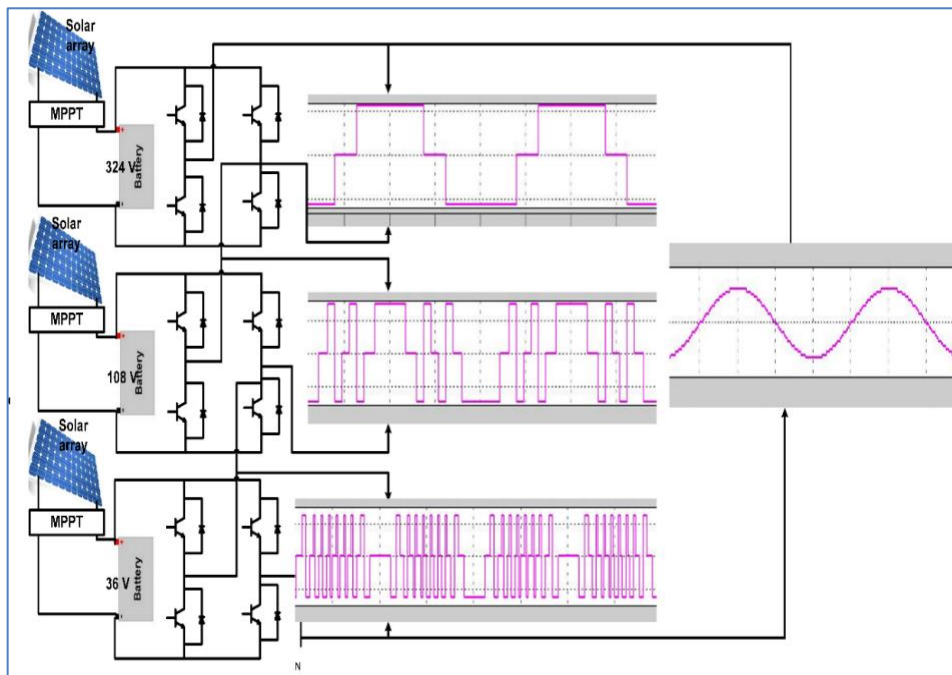 Solar
array
MPPT
324 V
Battery
Solar
array
MPPT
108 V
Battery
Solar
array
MPPT
36 V
Battery
N